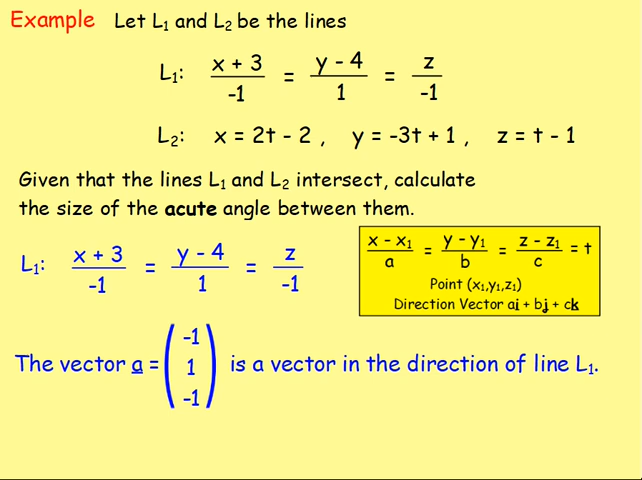 Example Let L₁ and L₂ be the lines
L₁: x + 3 / -1 = y - 4 / 1 = z / -1
L₂: x = 2t - 2 , y = -3t + 1 , z = t - 1
Given that the lines L₁ and L₂ intersect, calculate
the size of the acute angle between them.
L₁: x + 3 / -1 = y - 4 / 1 = z / -1
x - x₁ / a = y - y₁ / b = z - z₁ / c = t
Point (x₁,y₁,z₁)
Direction Vector ai + bj + ck
The vector a = ( -1 1 -1 ) is a vector in the direction of line L₁.